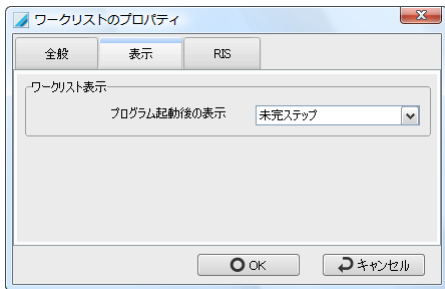 ワークリストのプロパティ
全般 表示 RIS
ワークリスト表示
プログラム起動後の表示 未完ステップ
OK キャンセル